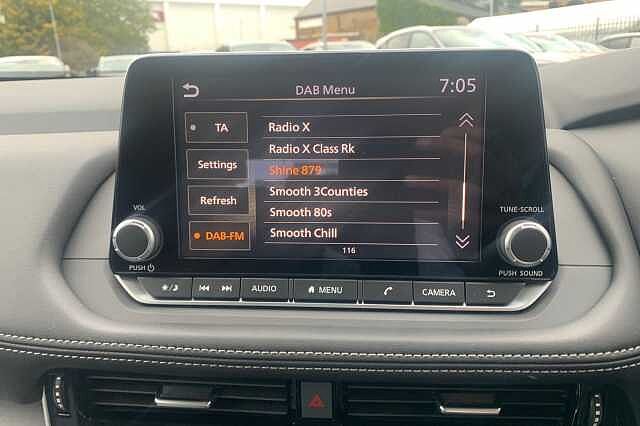 DAB Menu
7:05
TA
Settings
Refresh
DAB-FM
Radio X
Radio X Class Rk
Shine 879
Smooth 3Counties
Smooth 80s
Smooth Chill
116
VOL
PUSH
TUNE-SCROLL
PUSH SOUND
AUDIO
MENU
CAMERA